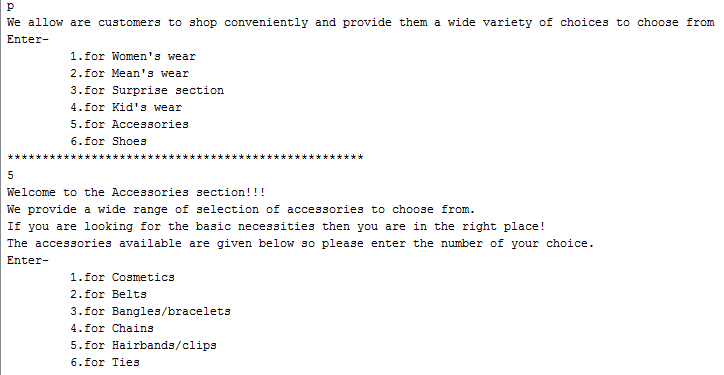 p
We allow are customers to shop conveniently and provide them a wide variety of choices to choose from
Enter-
1.for Women's wear
2.for Mean's wear
3.for Surprise section
4.for Kid's wear
5.for Accessories
6.for Shoes
***************************************************
5
Welcome to the Accessories section!!!
We provide a wide range of selection of accessories to choose from.
If you are looking for the basic necessities then you are in the right place!
The accessories available are given below so please enter the number of your choice.
Enter-
1.for Cosmetics
2.for Belts
3.for Bangles/bracelets
4.for Chains
5.for Hairbands/clips
6.for Ties